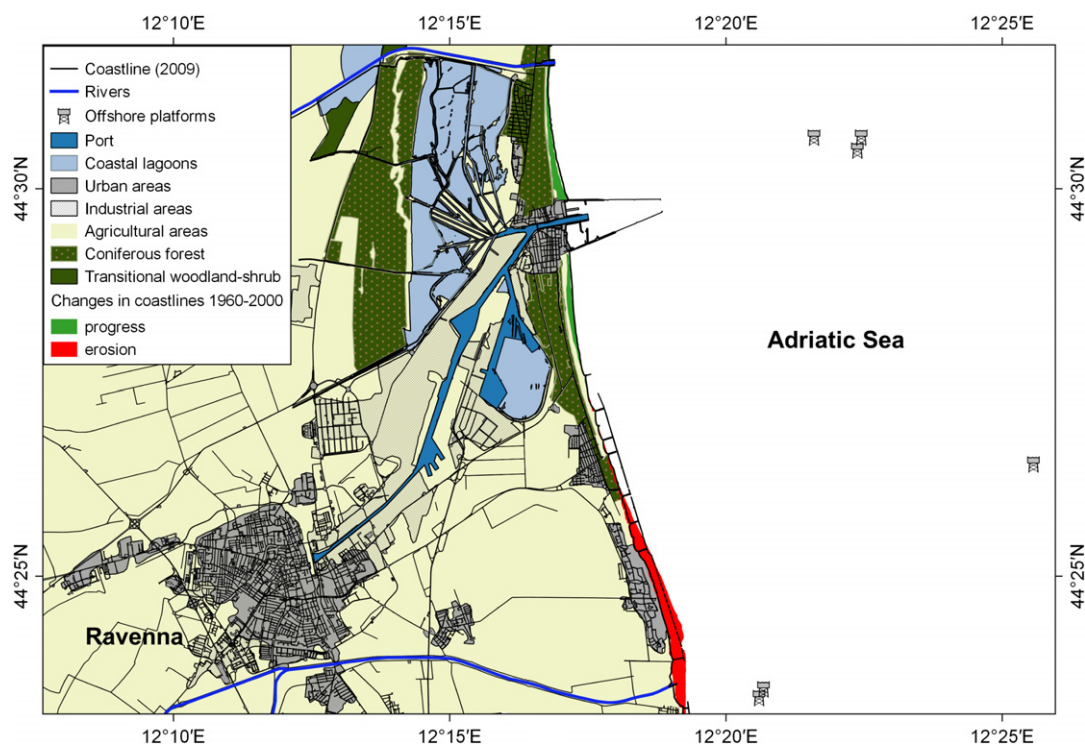 12°10'E 12°15'E 12°20'E 12°25'E
Coastline (2009)
Rivers
Offshore platforms
Port
Coastal lagoons
Urban areas
Industrial areas
Agricultural areas
Coniferous forest
Transitional woodland-shrub
Changes in coastlines 1960-2000
progress
erosion
44°30'N 44°30'N
Adriatic Sea
44°25'N 44°25'N
Ravenna
12°10'E 12°15'E 12°20'E 12°25'E